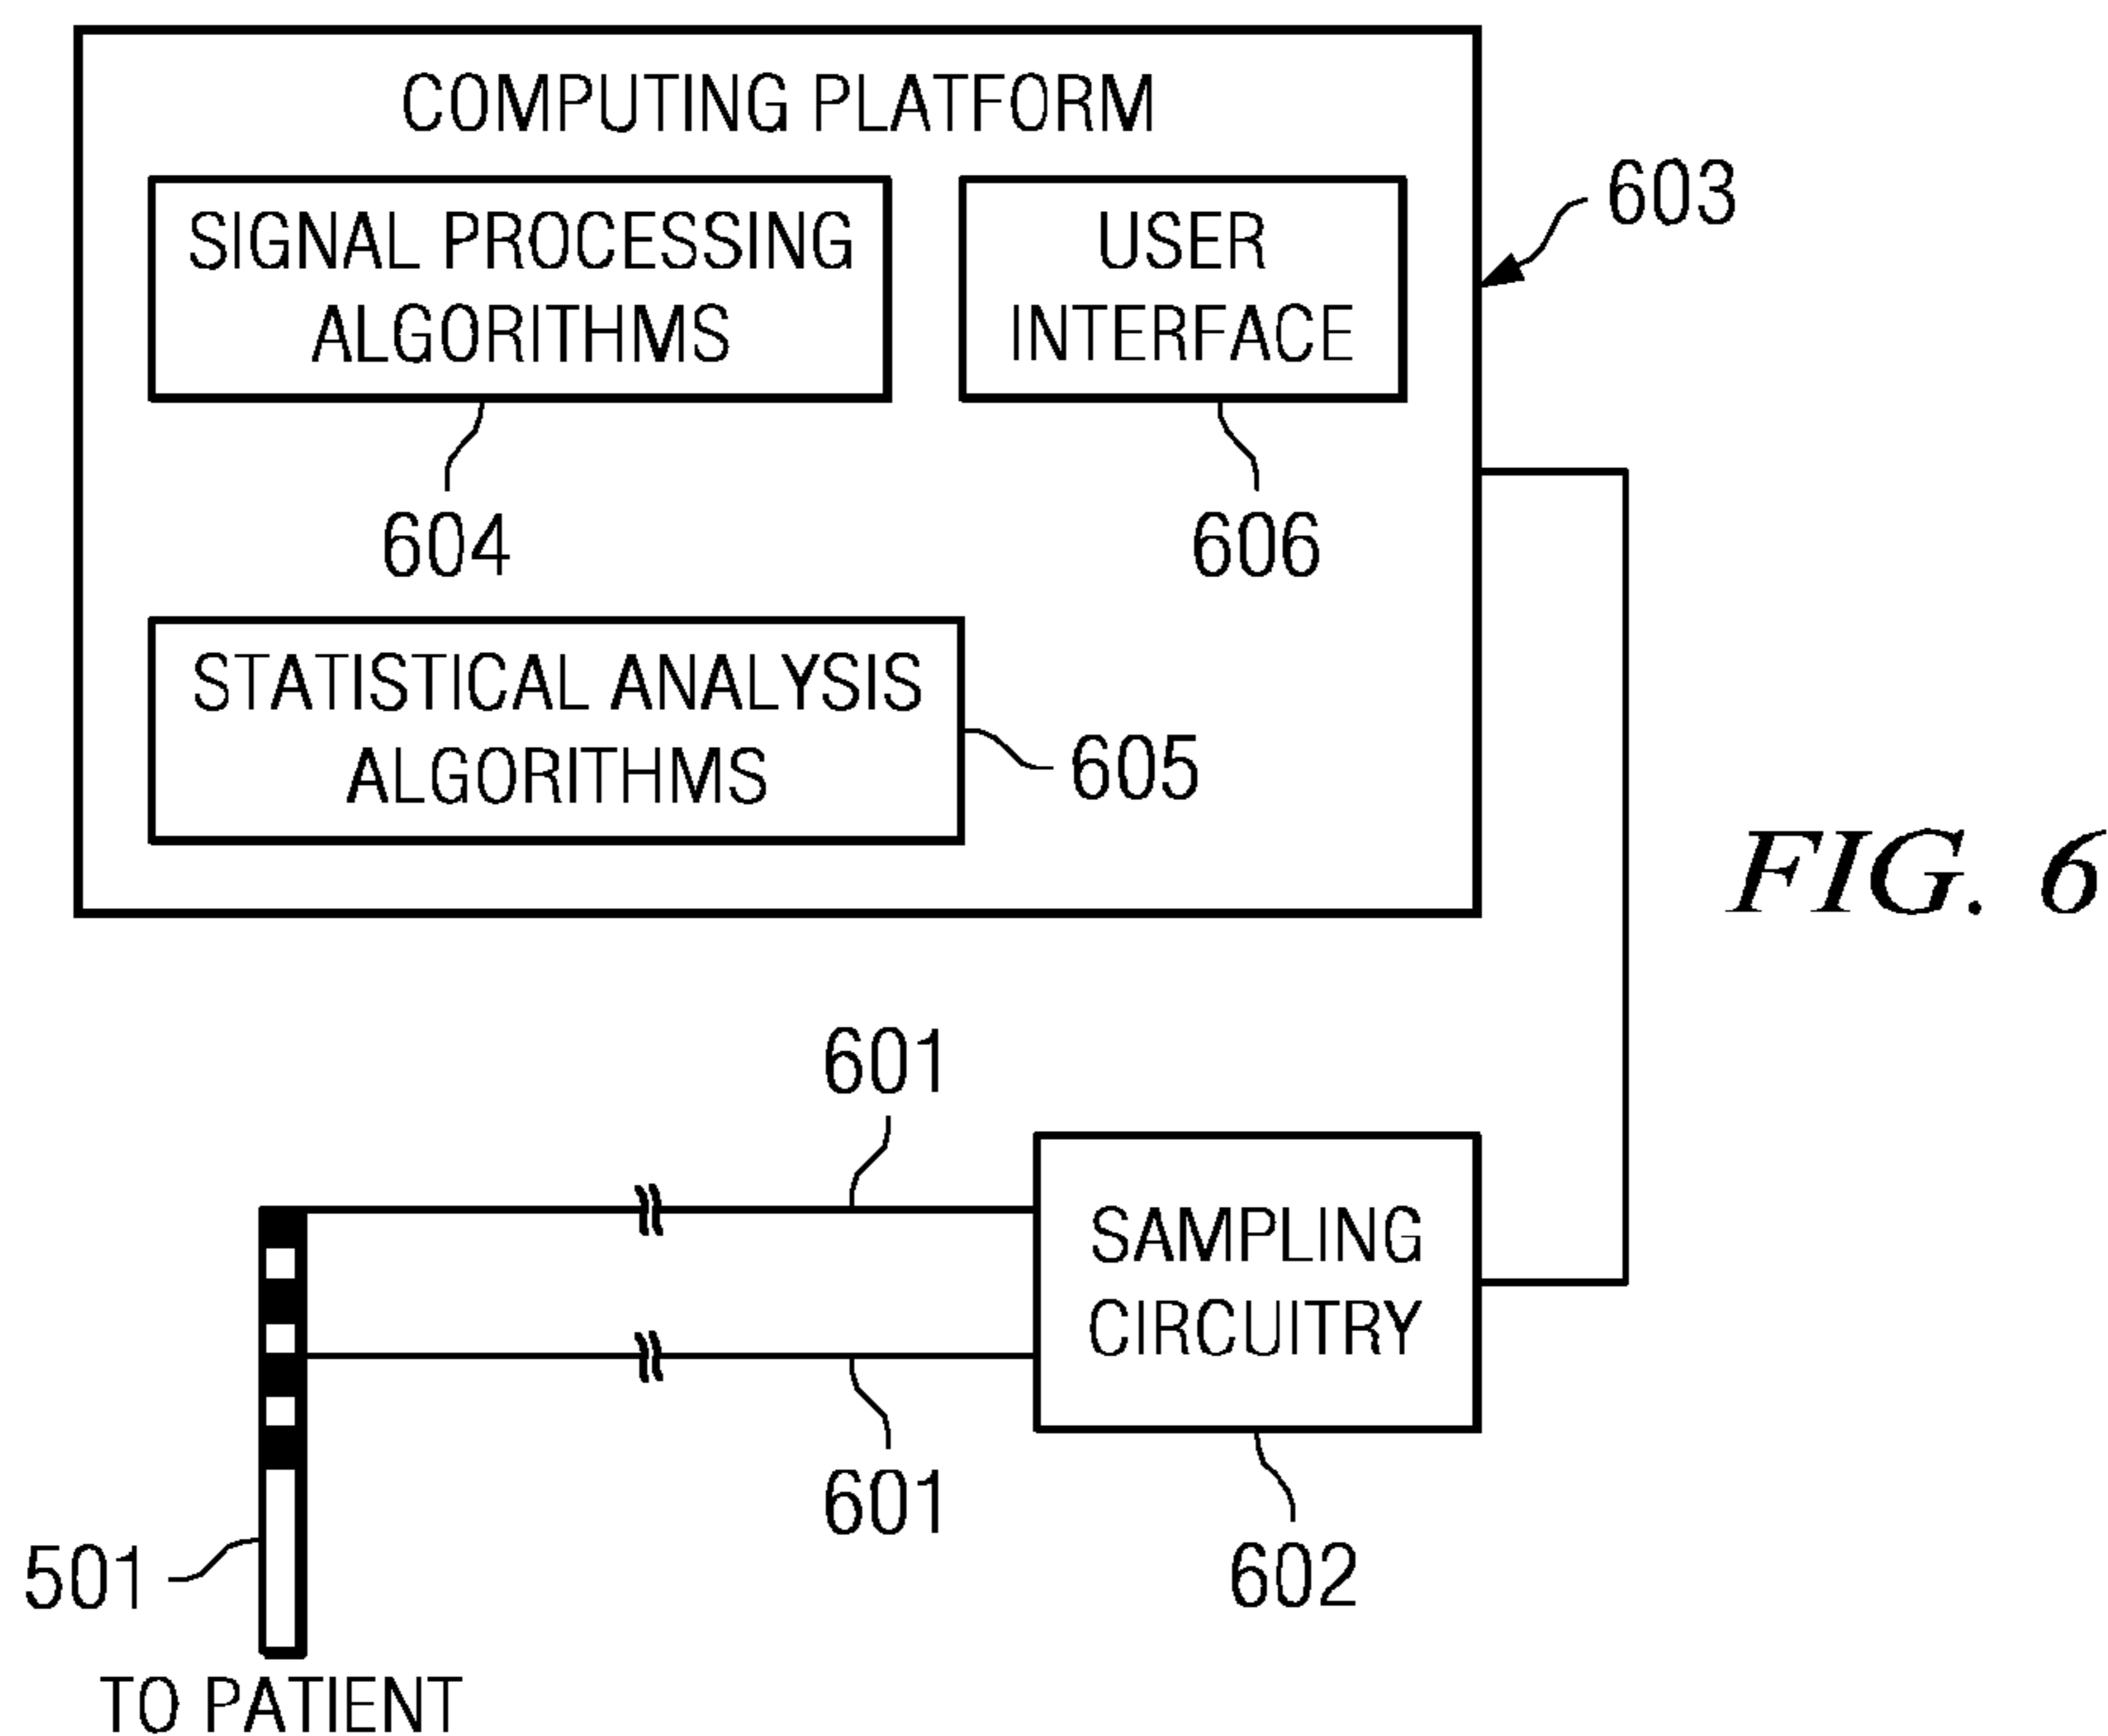 COMPUTING PLATFORM
SIGNAL PROCESSING
ALGORITHMS
604
USER
INTERFACE
606
603
STATISTICAL ANALYSIS
ALGORITHMS
605
FIG. 6
601
601
SAMPLING
CIRCUITRY
602
501
TO PATIENT